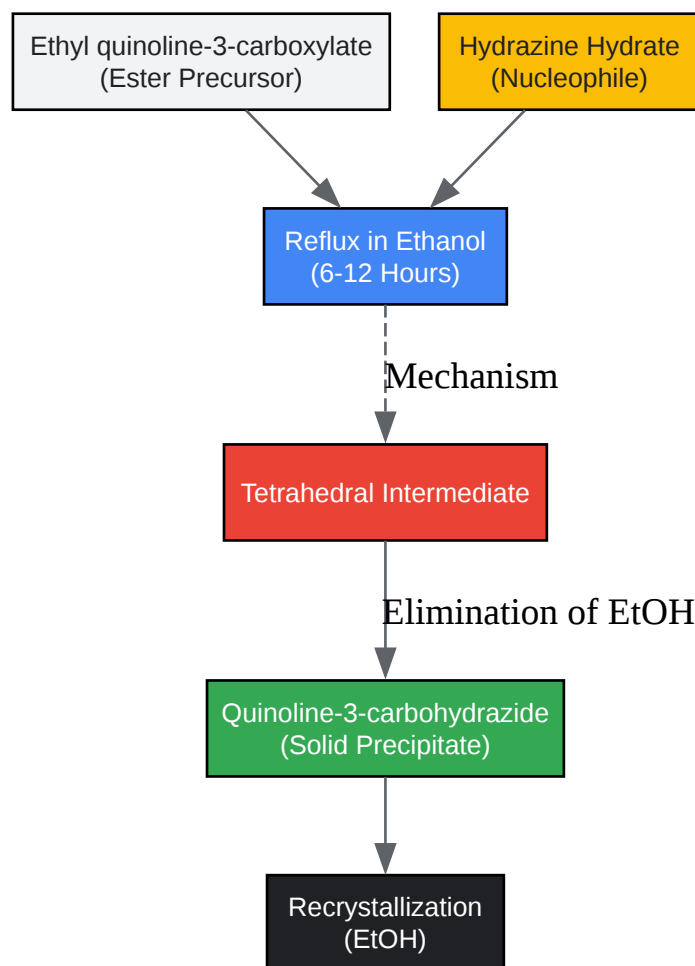 Ethyl quinoline-3-carboxylate
(Ester Precursor)
Hydrazine Hydrate
(Nucleophile)
Reflux in Ethanol
(6-12 Hours)
Mechanism
Tetrahedral Intermediate
Elimination of EtOH
Quinoline-3-carbohydrazide
(Solid Precipitate)
Recrystallization
(EtOH)